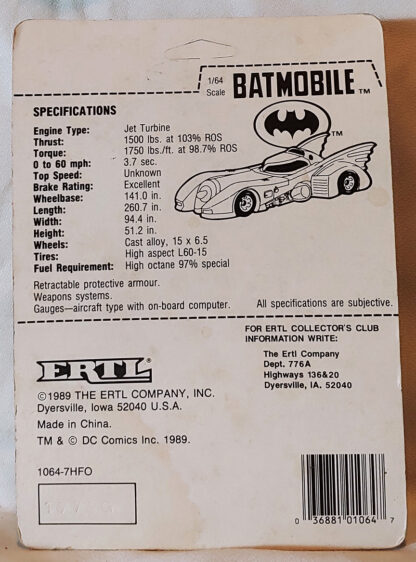 1/64
Scale
BATMOBILE™
TM
SPECIFICATIONS
Engine Type: Jet Turbine
Thrust: 1500 lbs. at 103% ROS
Torque: 1750 lbs./ft. at 98.7% ROS
0 to 60 mph: 3.7 sec.
Top Speed: Unknown
Brake Rating: Excellent
Wheelbase: 141.0 in.
Length: 260.7 in.
Width: 94.4 in.
Height: 51.2 in.
Wheels: Cast alloy, 15 x 6.5
Tires: High aspect L60-15
Fuel Requirement: High octane 97% special
Retractable protective armour.
Weapons systems.
Gauges—aircraft type with on-board computer. All specifications are subjective.
FOR ERTL COLLECTOR'S CLUB
INFORMATION WRITE:
The Ertl Company
Dept. 776A
Highways 136&20
Dyersville, IA. 52040
ERTL®
©1989 THE ERTL COMPANY, INC.
Dyersville, Iowa 52040 U.S.A.
Made in China.
TM & © DC Comics Inc. 1989.
1064-7HFO
0 36881 01064 7